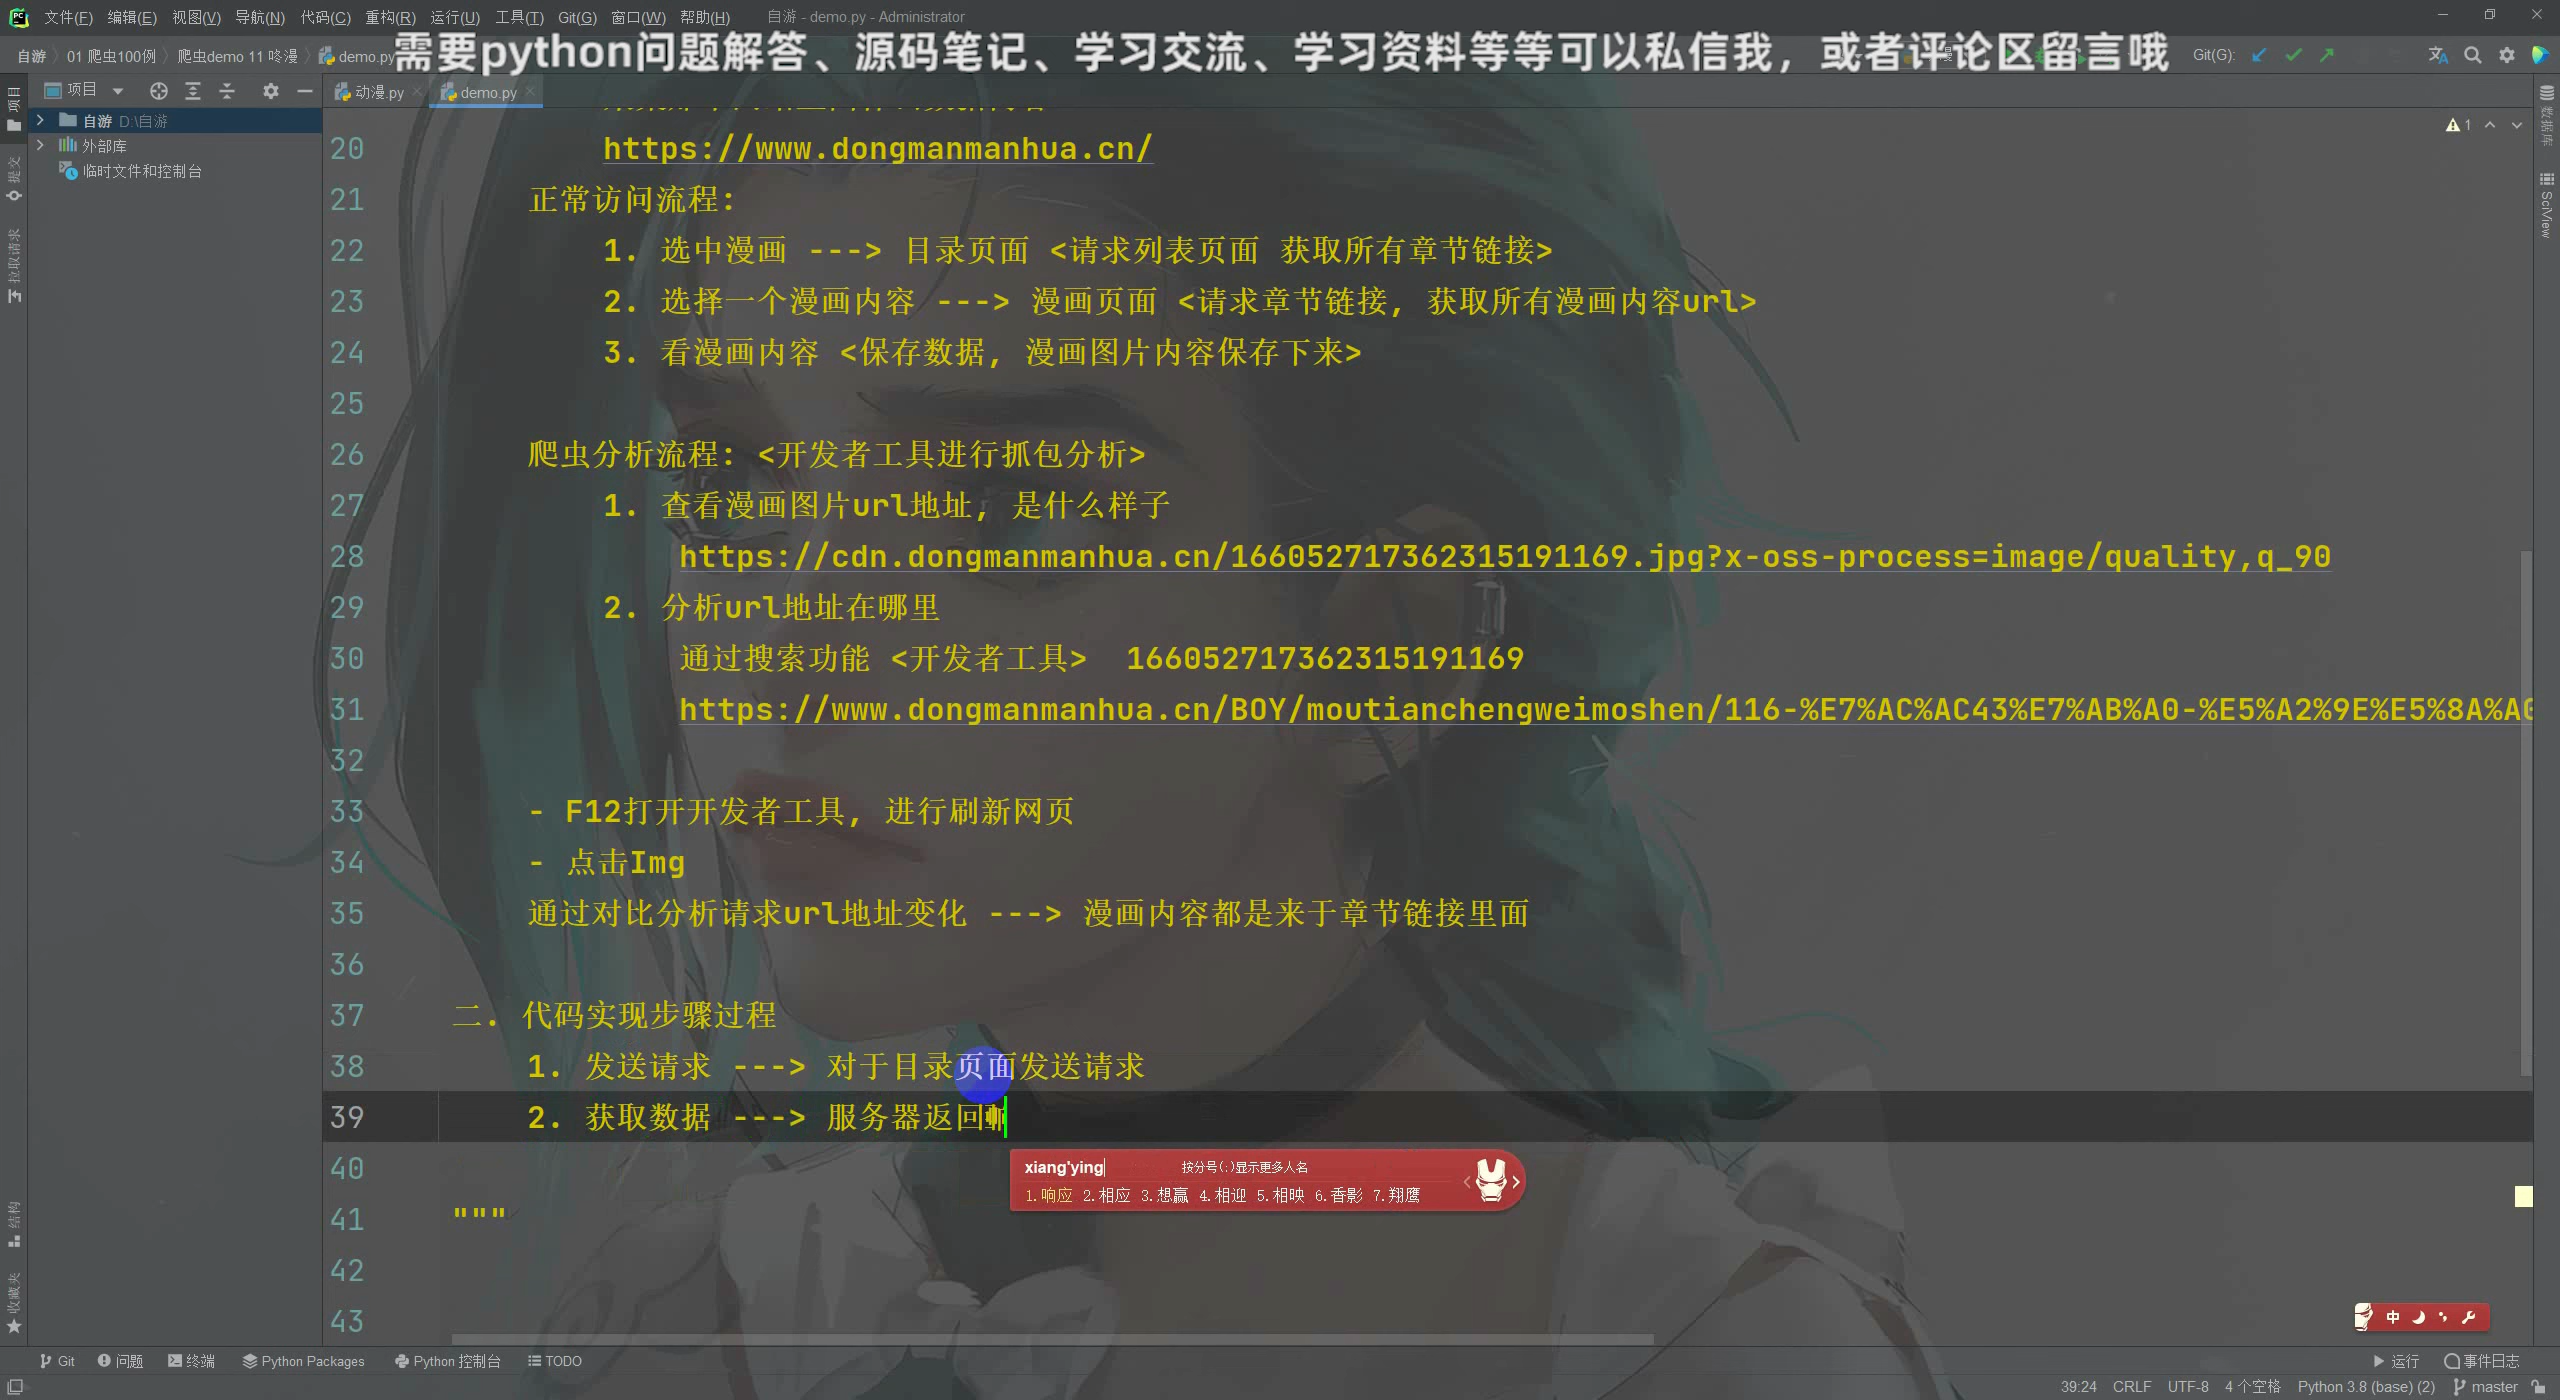 文件(F) 编辑(E) 视图(V) 导航(N) 代码(C) 重构(R) 运行(U) 工具(T) Git(G) 窗口(W) 帮助(H) 自游 - demo.py - Administrator
自游 01 爬虫100例 爬虫demo 11 咚漫 demo.py
需要python问题解答、源码笔记、学习交流、学习资料等等可以私信我，或者评论区留言哦
Git(G):
项目
动漫.py demo.py
自游 D:\自游
外部库
临时文件和控制台
1
20 https://www.dongmanmanhua.cn/
21 正常访问流程:
22 1. 选中漫画 ---> 目录页面 <请求列表页面 获取所有章节链接>
23 2. 选择一个漫画内容 ---> 漫画页面 <请求章节链接, 获取所有漫画内容url>
24 3. 看漫画内容 <保存数据, 漫画图片内容保存下来>
25
26 爬虫分析流程: <开发者工具进行抓包分析>
27 1. 查看漫画图片url地址, 是什么样子
28 https://cdn.dongmanmanhua.cn/166052717362315191169.jpg?x-oss-process=image/quality,q_90
29 2. 分析url地址在哪里
30 通过搜索功能 <开发者工具> 166052717362315191169
31 https://www.dongmanmanhua.cn/BOY/moutianchengweimoshen/116-%E7%AC%AC43%E7%AB%A0-%E5%A2%9E%E5%8A%A0
32
33 - F12打开开发者工具, 进行刷新网页
34 - 点击Img
35 通过对比分析请求url地址变化 ---> 漫画内容都是来于章节链接里面
36
37 二. 代码实现步骤过程
38 1. 发送请求 ---> 对于目录页面发送请求
39 2. 获取数据 ---> 服务器返回
xiang'ying 按分号(;)显示更多人名
1.响应 2.相应 3.想赢 4.相迎 5.相映 6.香影 7.翔鹰
40
41 """
42
43
中
项目
提交
拉取请求
结构
收藏夹
数据库
SciView
Git 问题 终端 Python Packages Python 控制台 TODO 运行 事件日志
39:24 CRLF UTF-8 4 个空格 Python 3.8 (base) (2) master